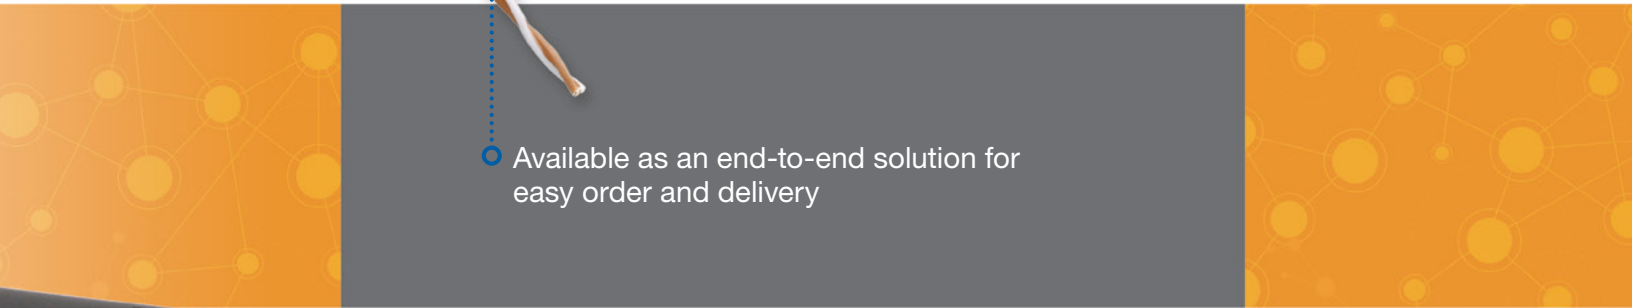 Available as an end-to-end solution for
easy order and delivery